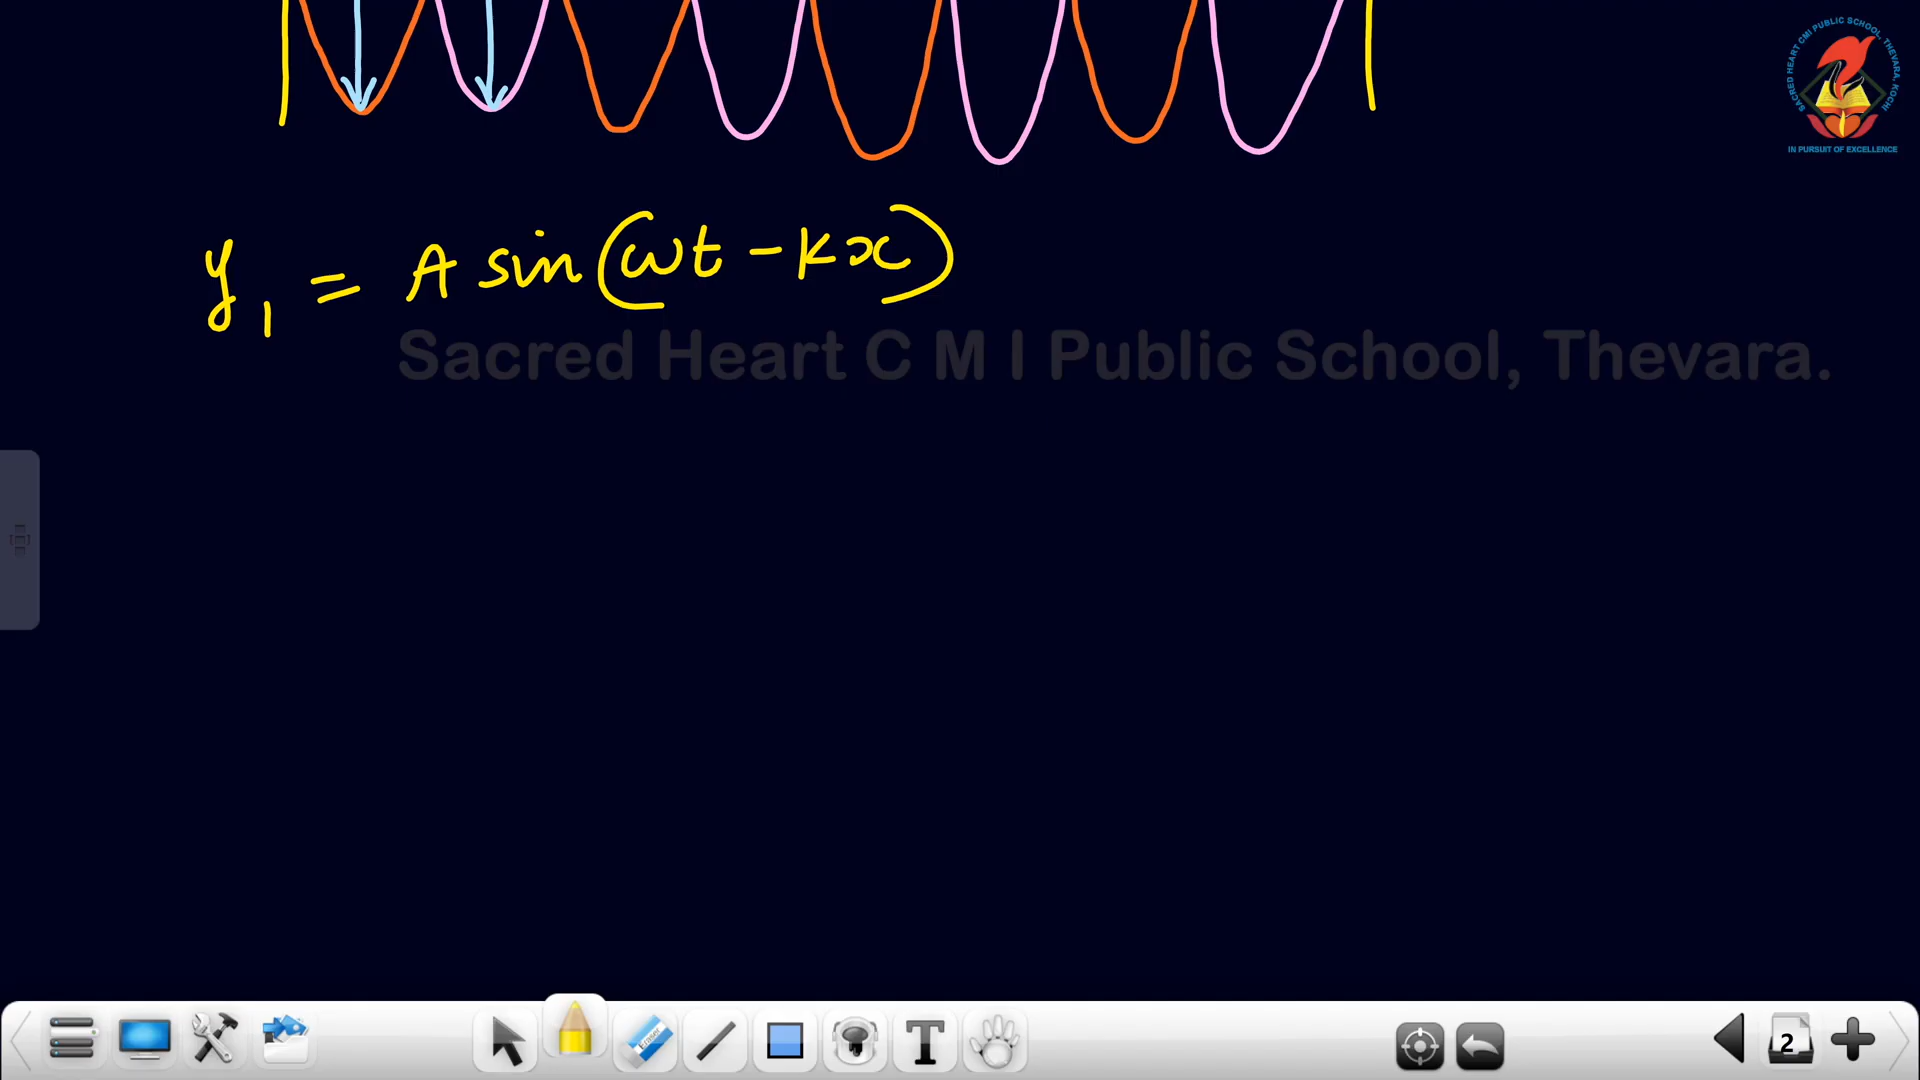 SACRED HEART CMI PUBLIC SCHOOL, THEVARA, KOCHI
IN PURSUIT OF EXCELLENCE
y₁ = A sin(ωt - kx)
Sacred Heart C M I Public School, Thevara.
Eraser
T
2